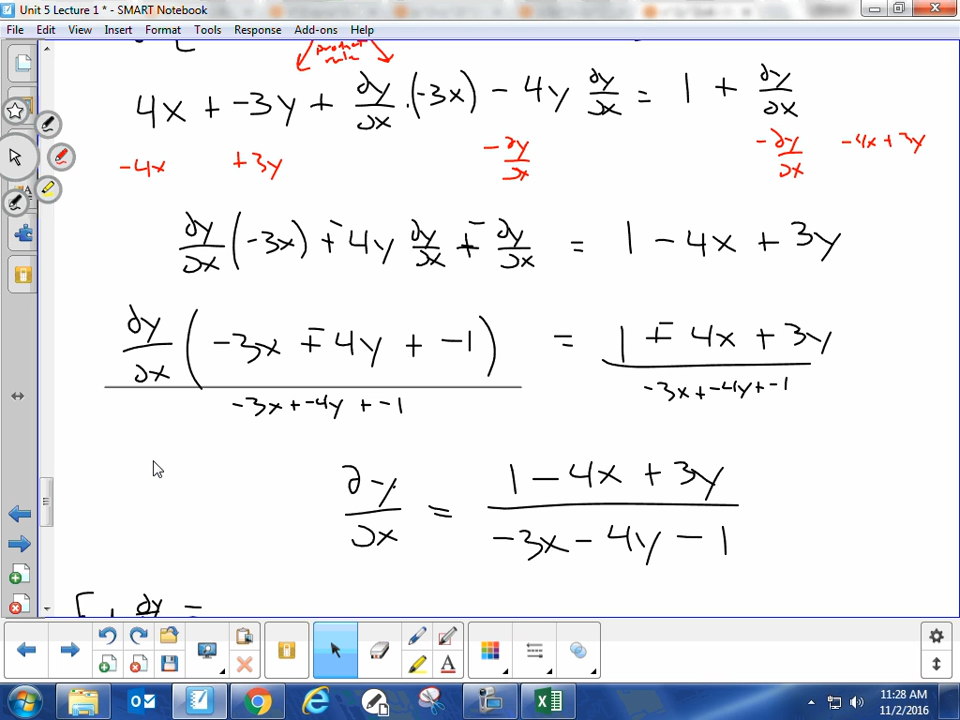 Unit 5 Lecture 1 * - SMART Notebook
File Edit View Insert Format Tools Response Add-ons Help
product
rule
4x + -3y + dy/dx · (-3x) - 4y dy/dx = 1 + dy/dx
-4x +3y -dy/dx -dy/dx -4x + 3y
dy/dx (-3x) + -4y dy/dx + - dy/dx = 1 - 4x + 3y
dy/dx (-3x + -4y + -1) = 1 + -4x + 3y
-3x + -4y + -1 -3x + -4y + -1
dy/dx = 1 - 4x + 3y / -3x - 4y - 1
dy =
A
11:28 AM
11/2/2016